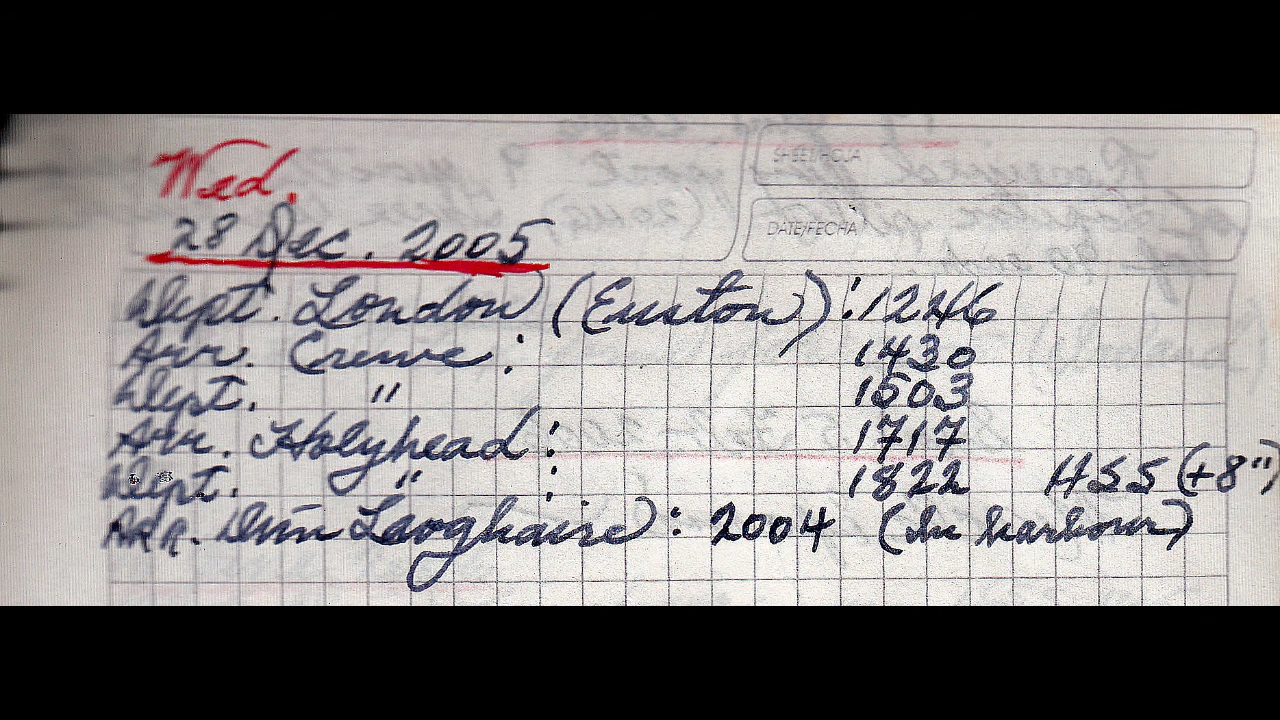 SHEET/HOJA
Wed.
DATE/FECHA
28 Dec. 2005
Dept. London (Euston): 1246
Arr. Crewe: 1430
Dept. " 1503
Arr. Holyhead: 1717
Dept. " : 1822 HSS (+8")
Arr. Dún Laoghaire: 2004 (In harbour)